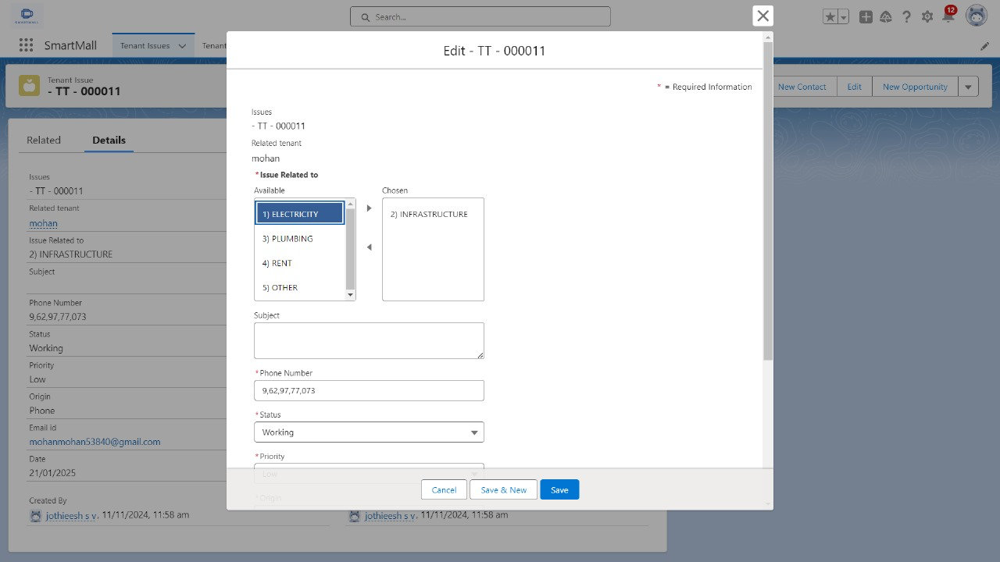 SMARTMALL
Search...
12
SmartMall
Tenant Issues
Tenant
Tenant Issue
- TT - 000011
New Contact
Edit
New Opportunity
Related
Details
Issues
- TT - 000011
Related tenant
mohan
Issue Related to
2) INFRASTRUCTURE
Subject
Phone Number
9,62,97,77,073
Status
Working
Priority
Low
Origin
Phone
Email id
mohanmohan53840@gmail.com
Date
21/01/2025
Created By
jothieesh s v, 11/11/2024, 11:58 am
jothieesh s v, 11/11/2024, 11:58 am
Edit - TT - 000011
* = Required Information
Issues
- TT - 000011
Related tenant
mohan
*Issue Related to
Available
Chosen
1) ELECTRICITY
3) PLUMBING
4) RENT
5) OTHER
2) INFRASTRUCTURE
Subject
*Phone Number
9,62,97,77,073
*Status
Working
*Priority
Low
*Origin
Cancel
Save & New
Save